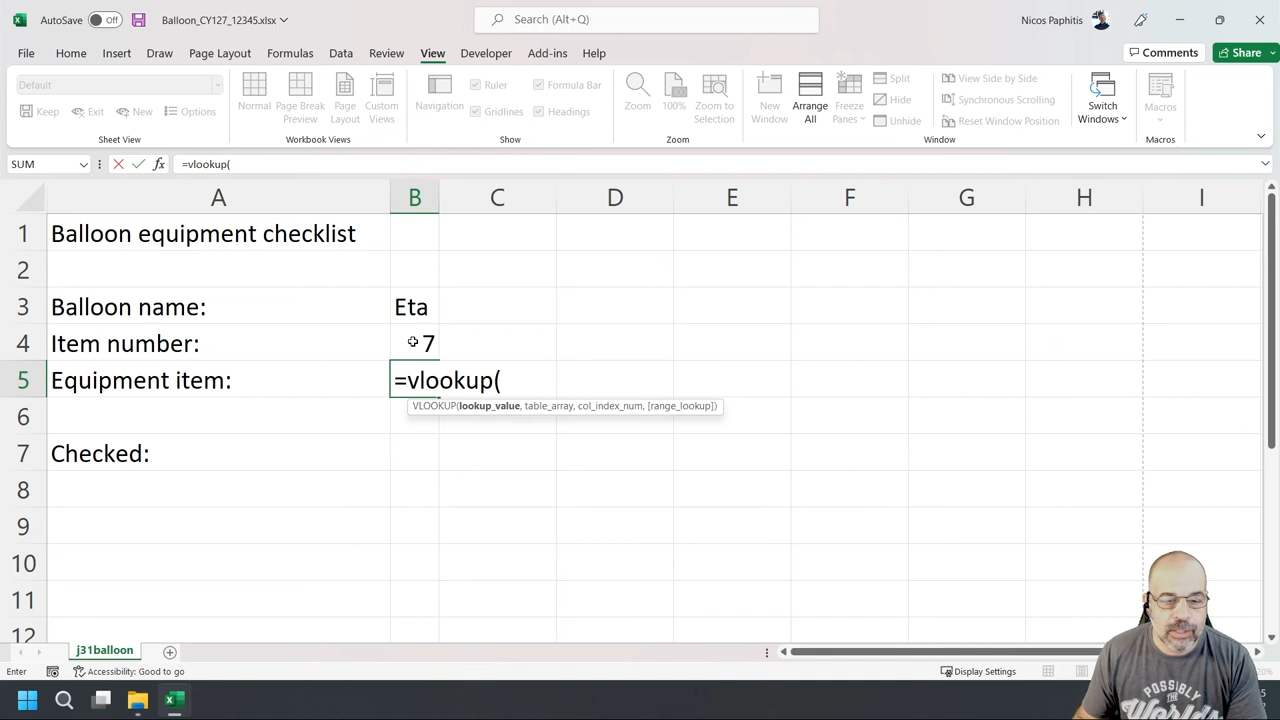 AutoSave Off Balloon_CY127_12345.xlsx Search (Alt+Q) Nicos Paphitis
File Home Insert Draw Page Layout Formulas Data Review View Developer Add-ins Help Comments Share
Default
Keep Exit New Options
Sheet View
Normal Page Break Preview Page Layout Custom Views
Workbook Views
Navigation Ruler Formula Bar
Gridlines Headings
Show
Zoom 100% Zoom to Selection
Zoom
New Window Arrange All Freeze Panes
Split View Side by Side
Hide Synchronous Scrolling
Unhide Reset Window Position
Switch Windows
Window
Macros
Macros
SUM fx =vlookup(
A B C D E F G H I
1 Balloon equipment checklist
2
3 Balloon name: Eta
4 Item number: 7
5 Equipment item: =vlookup(
VLOOKUP(lookup_value, table_array, col_index_num, [range_lookup])
6
7 Checked:
8
9
10
11
12
j31balloon
Enter Accessibility: Good to go Display Settings
POSSIBLY
the